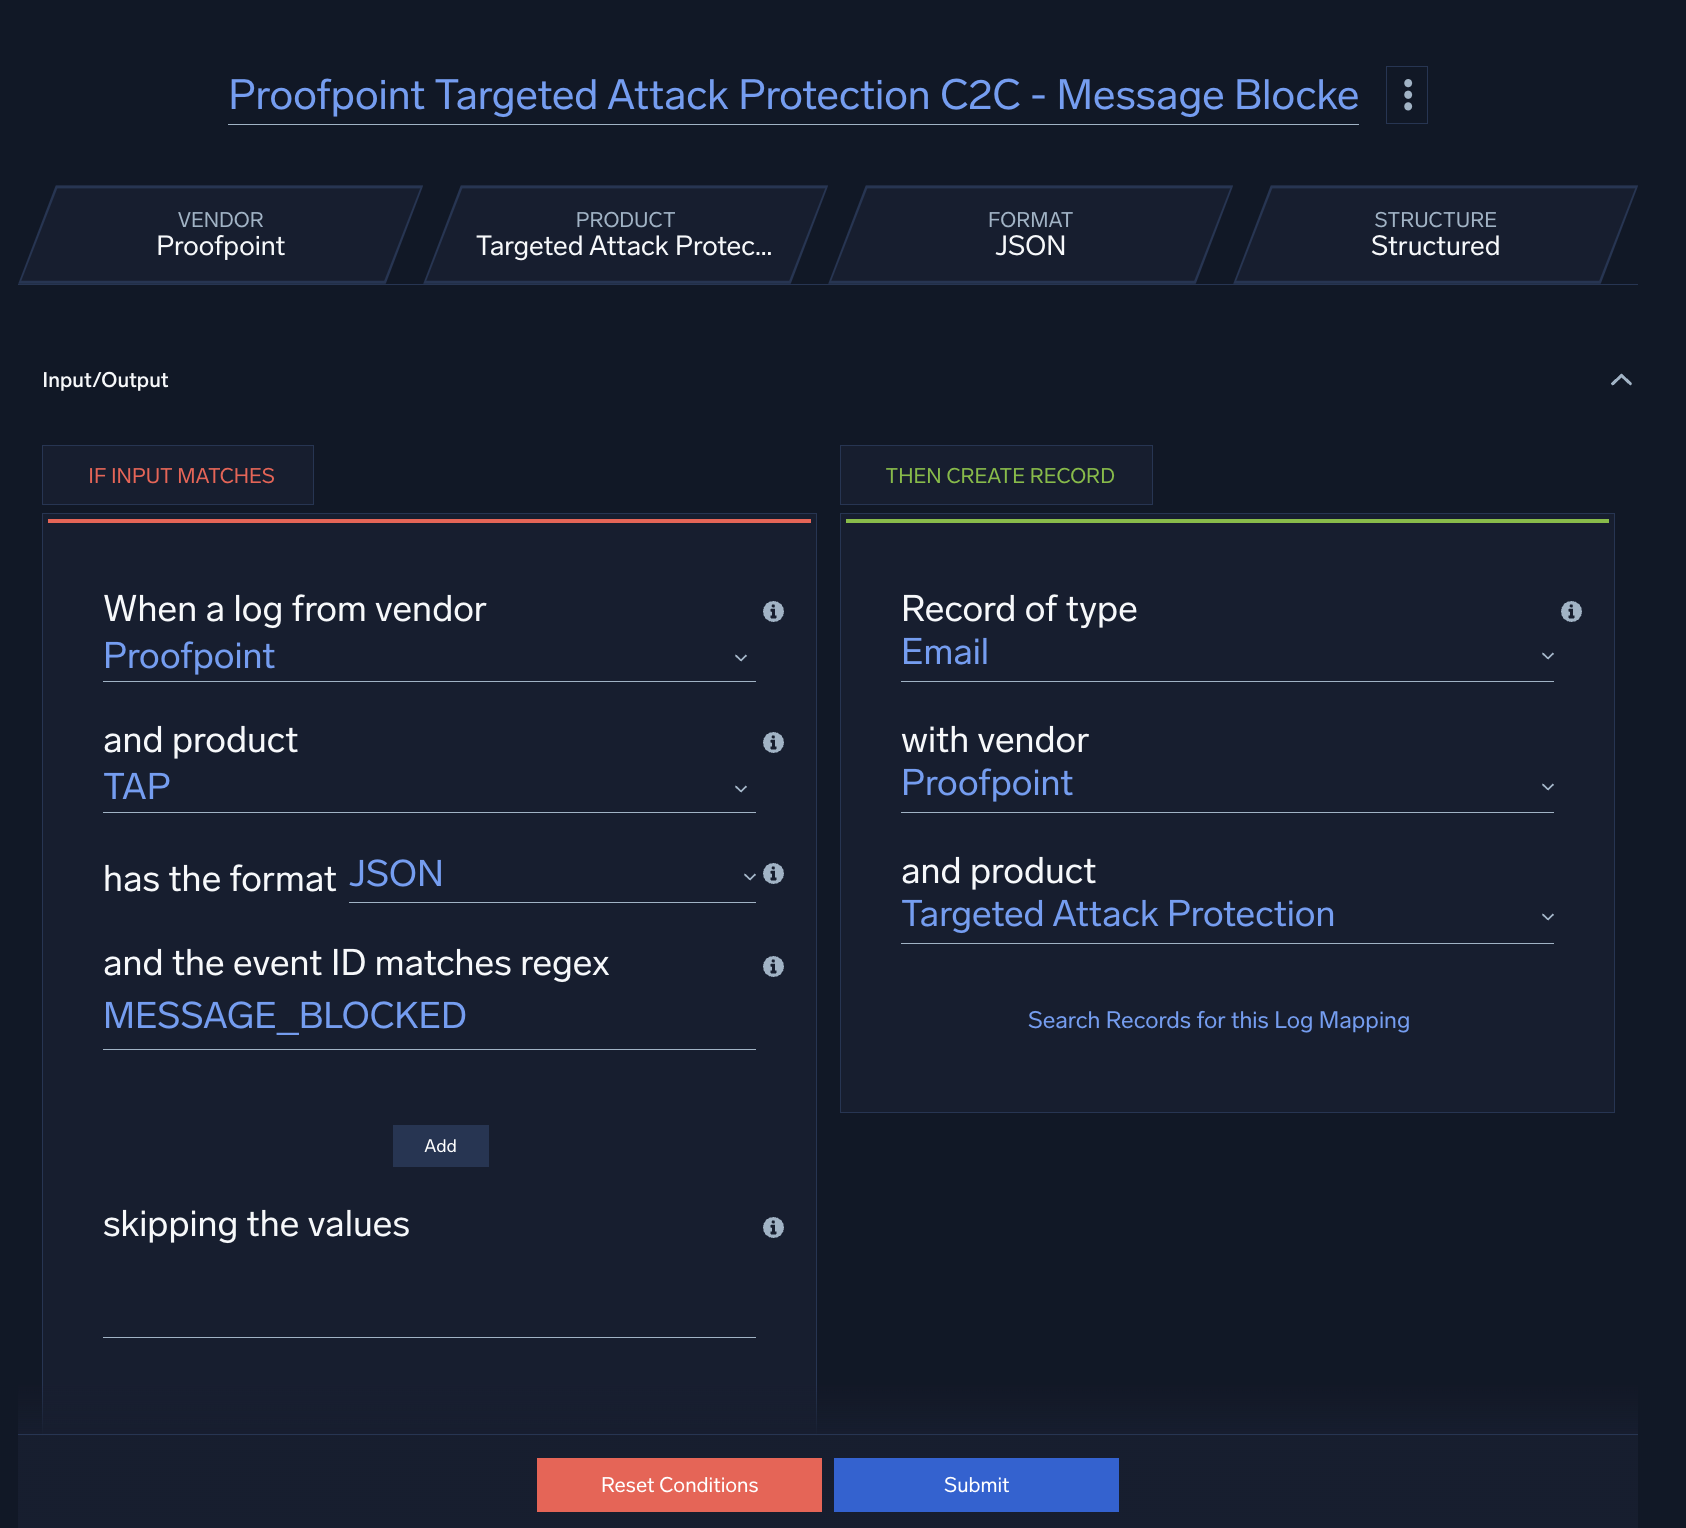 Proofpoint Targeted Attack Protection C2C - Message Blocke
VENDOR
Proofpoint
PRODUCT
Targeted Attack Protec...
FORMAT
JSON
STRUCTURE
Structured
Input/Output
IF INPUT MATCHES
When a log from vendor
Proofpoint
and product
TAP
has the format JSON
and the event ID matches regex
MESSAGE_BLOCKED
Add
skipping the values
THEN CREATE RECORD
Record of type
Email
with vendor
Proofpoint
and product
Targeted Attack Protection
Search Records for this Log Mapping
Reset Conditions
Submit